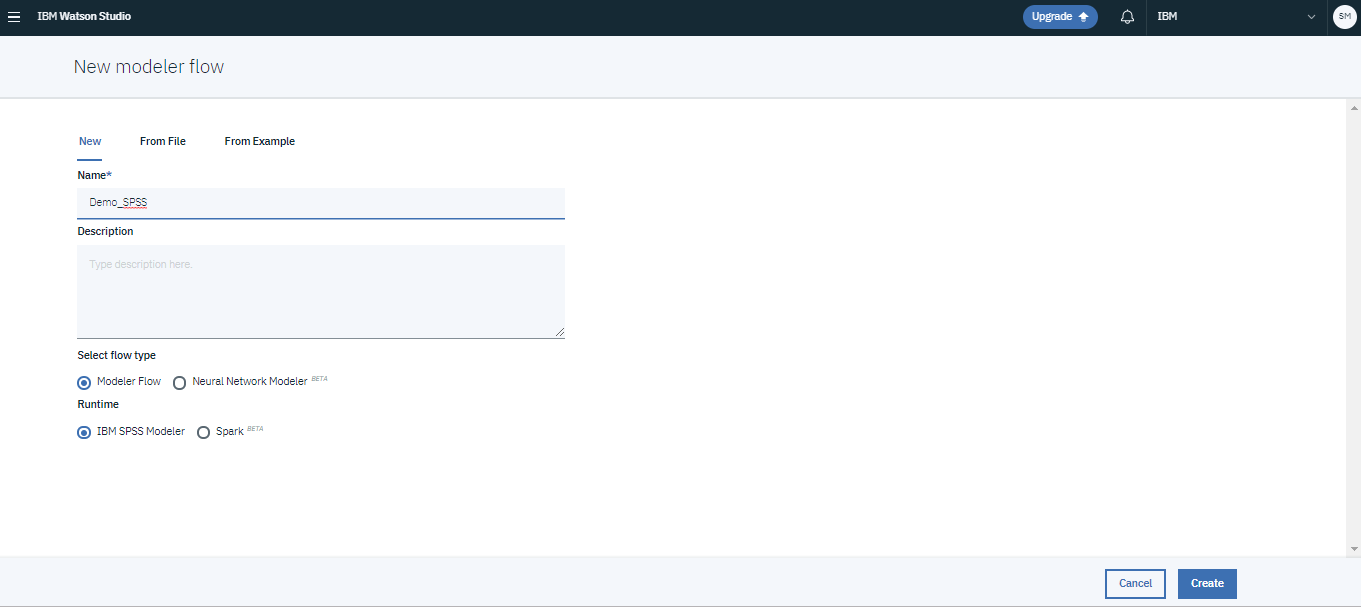 IBM Watson Studio Upgrade IBM SM
New modeler flow
New From File From Example
Name*
Demo_SPSS
Description
Type description here.
Select flow type
Modeler Flow Neural Network Modeler BETA
Runtime
IBM SPSS Modeler Spark BETA
Cancel Create